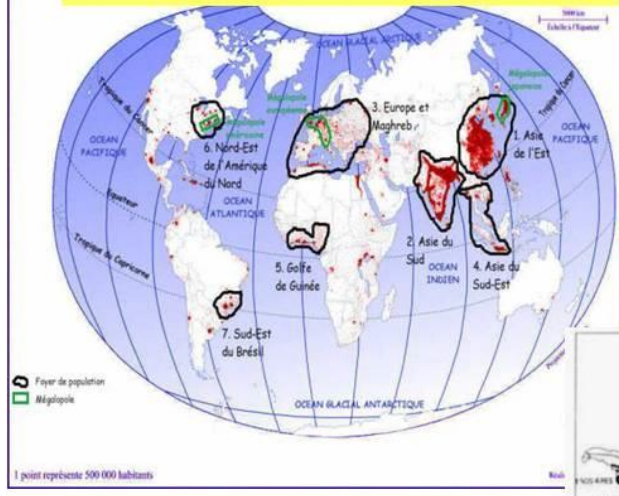 5000 km
Échelle à l'Equateur
OCEAN GLACIAL ARCTIQUE
Mégalopole
japonaise
Tropique du Cancer
Mégalopole
européenne
3. Europe et
Maghreb
Tropique du Cancer
Mégalopole
américaine
OCEAN
PACIFIQUE
OCEAN
PACIFIQUE
1. Asie
de l'Est
6. Nord-Est
de l'Amérique
du Nord
OCEAN
ATLANTIQUE
Equateur
Tropique du Capricorne
5. Golfe
de Guinée
2. Asie du
Sud
OCEAN
INDIEN
4. Asie du
Sud-Est
7. Sud-Est
du Brésil
Foyer de population
Mégalopole
OCEAN GLACIAL ANTARCTIQUE
1 point représente 500 000 habitants